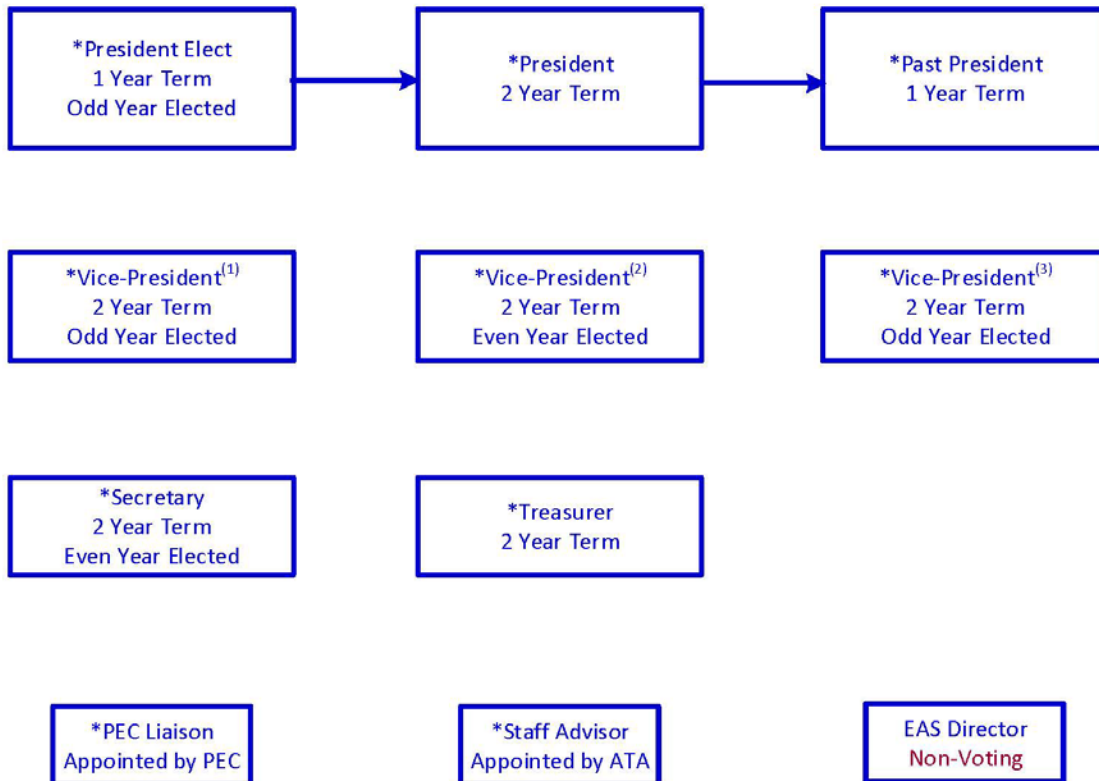 *President Elect
1 Year Term
Odd Year Elected
*President
2 Year Term
*Past President
1 Year Term
*Vice-President(1)
2 Year Term
Odd Year Elected
*Vice-President(2)
2 Year Term
Even Year Elected
*Vice-President(3)
2 Year Term
Odd Year Elected
*Secretary
2 Year Term
Even Year Elected
*Treasurer
2 Year Term
*PEC Liaison
Appointed by PEC
*Staff Advisor
Appointed by ATA
EAS Director
Non-Voting